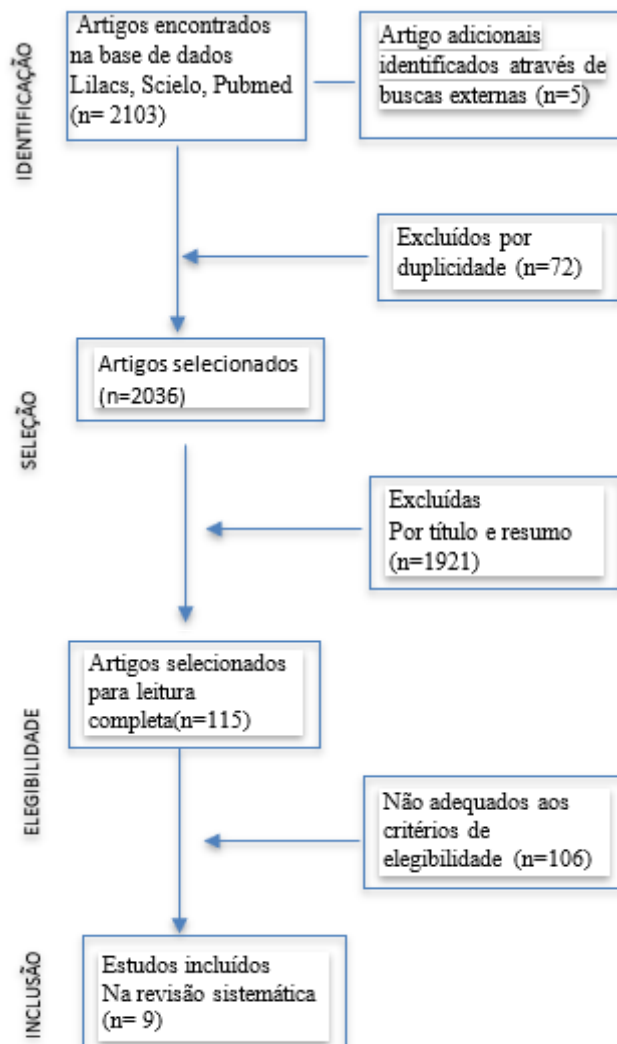 IDENTIFICAÇÃO
Artigos encontrados
na base de dados
Lilacs, Scielo, Pubmed
(n= 2103)
Artigo adicionais
identificados através de
buscas externas (n=5)
Excluídos por
duplicidade (n=72)
SELEÇÃO
Artigos selecionados
(n=2036)
Excluídas
Por título e resumo
(n=1921)
ELEGIBILIDADE
Artigos selecionados
para leitura
completa(n=115)
Não adequados aos
critérios de
elegibilidade (n=106)
INCLUSÃO
Estudos incluídos
Na revisão sistemática
(n= 9)